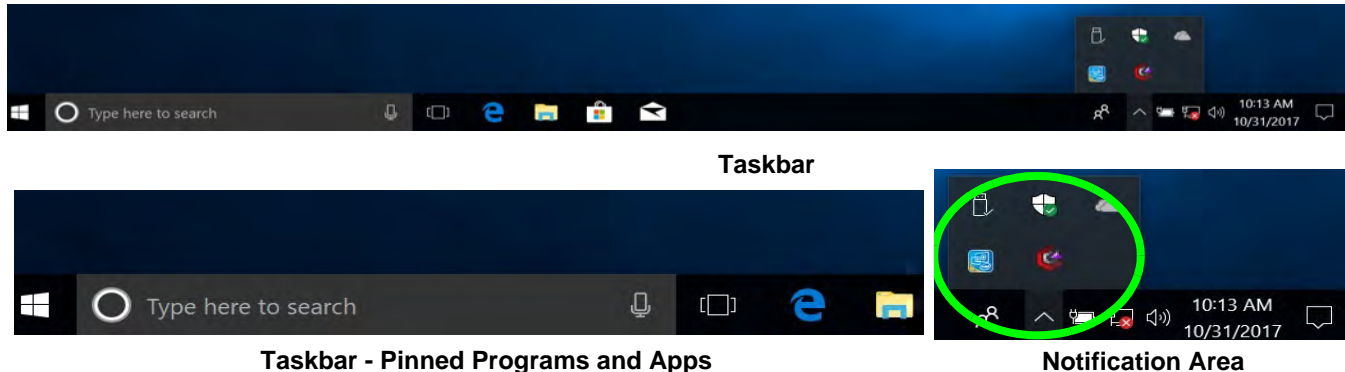 Type here to search
10:13 AM
10/31/2017
Taskbar
Type here to search
10:13 AM
10/31/2017
Taskbar - Pinned Programs and Apps
Notification Area